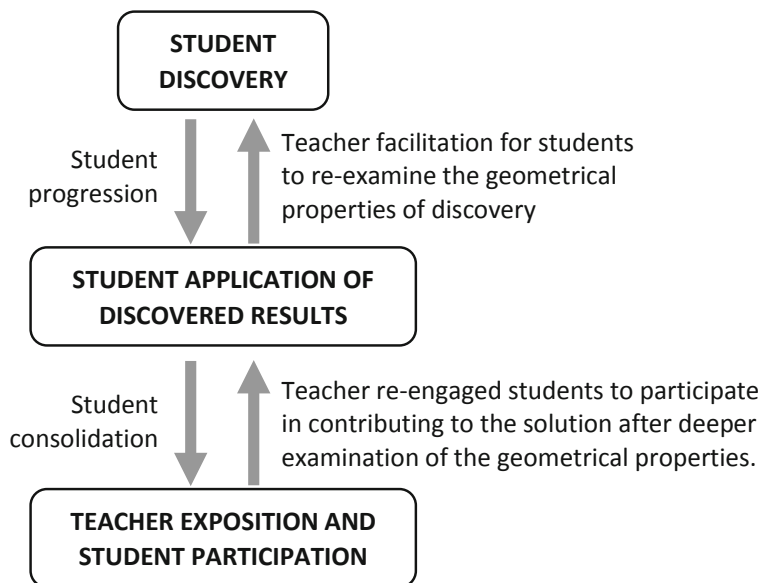 STUDENT
DISCOVERY
Student
progression
Teacher facilitation for students
to re-examine the geometrical
properties of discovery
STUDENT APPLICATION OF
DISCOVERED RESULTS
Student
consolidation
Teacher re-engaged students to participate
in contributing to the solution after deeper
examination of the geometrical properties.
TEACHER EXPOSITION AND
STUDENT PARTICIPATION